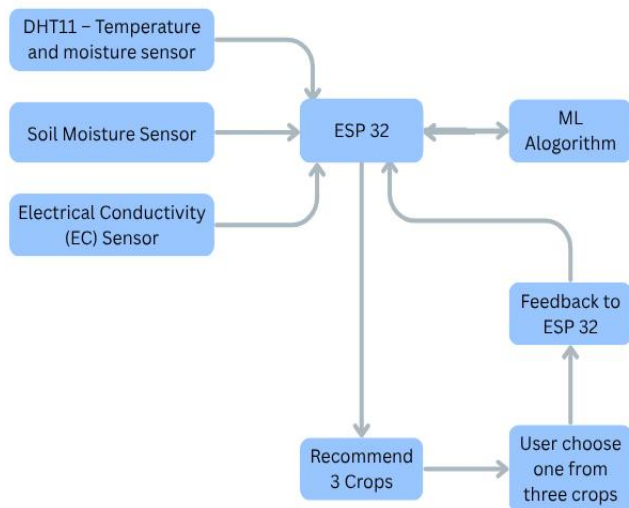 DHT11 – Temperature
and moisture sensor
Soil Moisture Sensor
Electrical Conductivity
(EC) Sensor
ESP 32
ML
Alogorithm
Feedback to
ESP 32
Recommend
3 Crops
User choose
one from
three crops